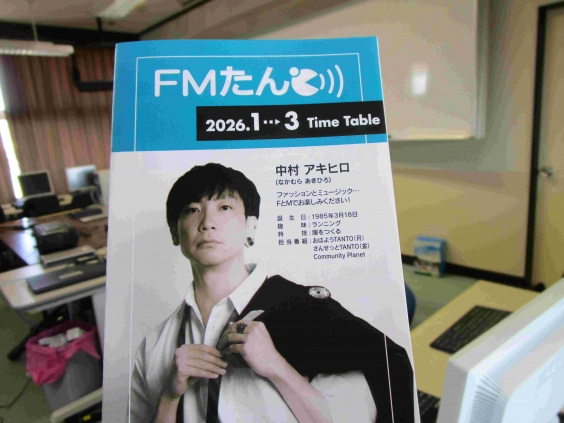 FMたんと
2026.1…▸3 Time Table
中村 アキヒロ
(なかむら あきひろ)
ファッションとミュージック…
FとMでお楽しみください！
誕生日：1985年3月18日
趣味：ランニング
特技：服をつくる
担当番組：おはようTANTO(月)
さんせっとTANTO(金)
Community Planet